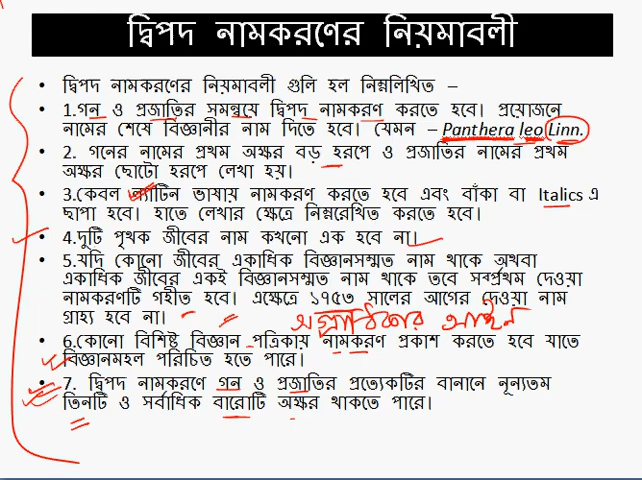 দ্বিপদ নামকরণের নিয়মাবলী
• দ্বিপদ নামকরণের নিয়মাবলী গুলি হল নিম্নলিখিত –
• 1.গন ও প্রজাতির সমন্বয়ে দ্বিপদ নামকরণ করতে হবে। প্রয়োজনে
নামের শেষে বিজ্ঞানীর নাম দিতে হবে। যেমন – Panthera leo Linn.
• 2. গনের নামের প্রথম অক্ষর বড় হরপে ও প্রজাতির নামের প্রথম
অক্ষর ছোটো হরপে লেখা হয়।
• 3.কেবল ল্যাটিন ভাষায় নামকরণ করতে হবে এবং বাঁকা বা Italics এ
ছাপা হবে। হাতে লেখার ক্ষেত্রে নিম্নরেখিত করতে হবে।
• 4.দুটি পৃথক জীবের নাম কখনো এক হবে না।
• 5.যদি কোনো জীবের একাধিক বিজ্ঞানসম্মত নাম থাকে অথবা
একাধিক জীবের একই বিজ্ঞানসম্মত নাম থাকে তবে সর্ব্প্রথম দেওয়া
নামকরণটি গৃহীত হবে। এক্ষেত্রে ১৭৫৩ সালের আগের দেওয়া নাম
গ্রাহ্য হবে না। অগ্রাধিকার আইন
• 6.কোনো বিশিষ্ট বিজ্ঞান পত্রিকায় নামকরণ প্রকাশ করতে হবে যাতে
বিজ্ঞানমহল পরিচিত হতে পারে।
• 7. দ্বিপদ নামকরণে গন ও প্রজাতির প্রত্যেকটির বানানে নূন্যতম
তিনটি ও সর্বাধিক বারোটি অক্ষর থাকতে পারে।